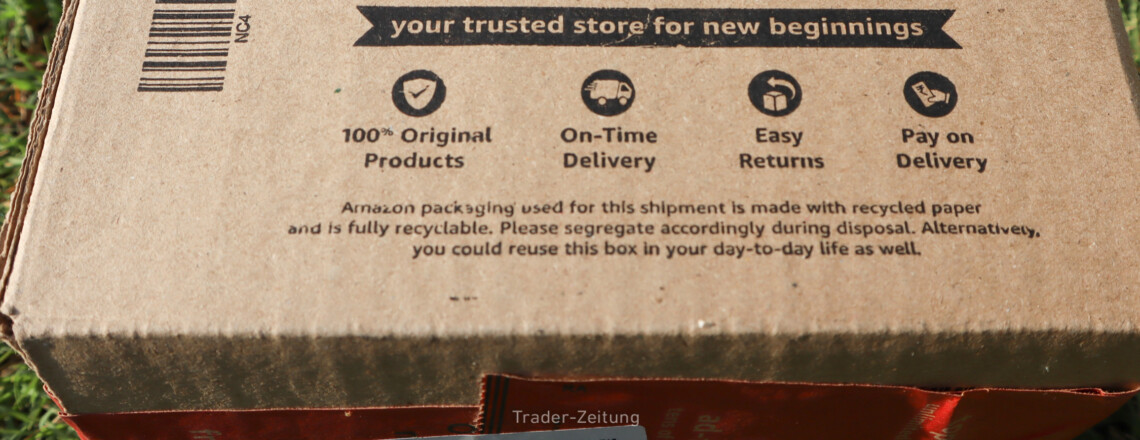 your trusted store for new beginnings
NC4
100% Original
Products
On-Time
Delivery
Easy
Returns
Pay on
Delivery
Amazon packaging used for this shipment is made with recycled paper
and is fully recyclable. Please segregate accordingly during disposal. Alternatively,
you could reuse this box in your day-to-day life as well.
Trader-Zeitung